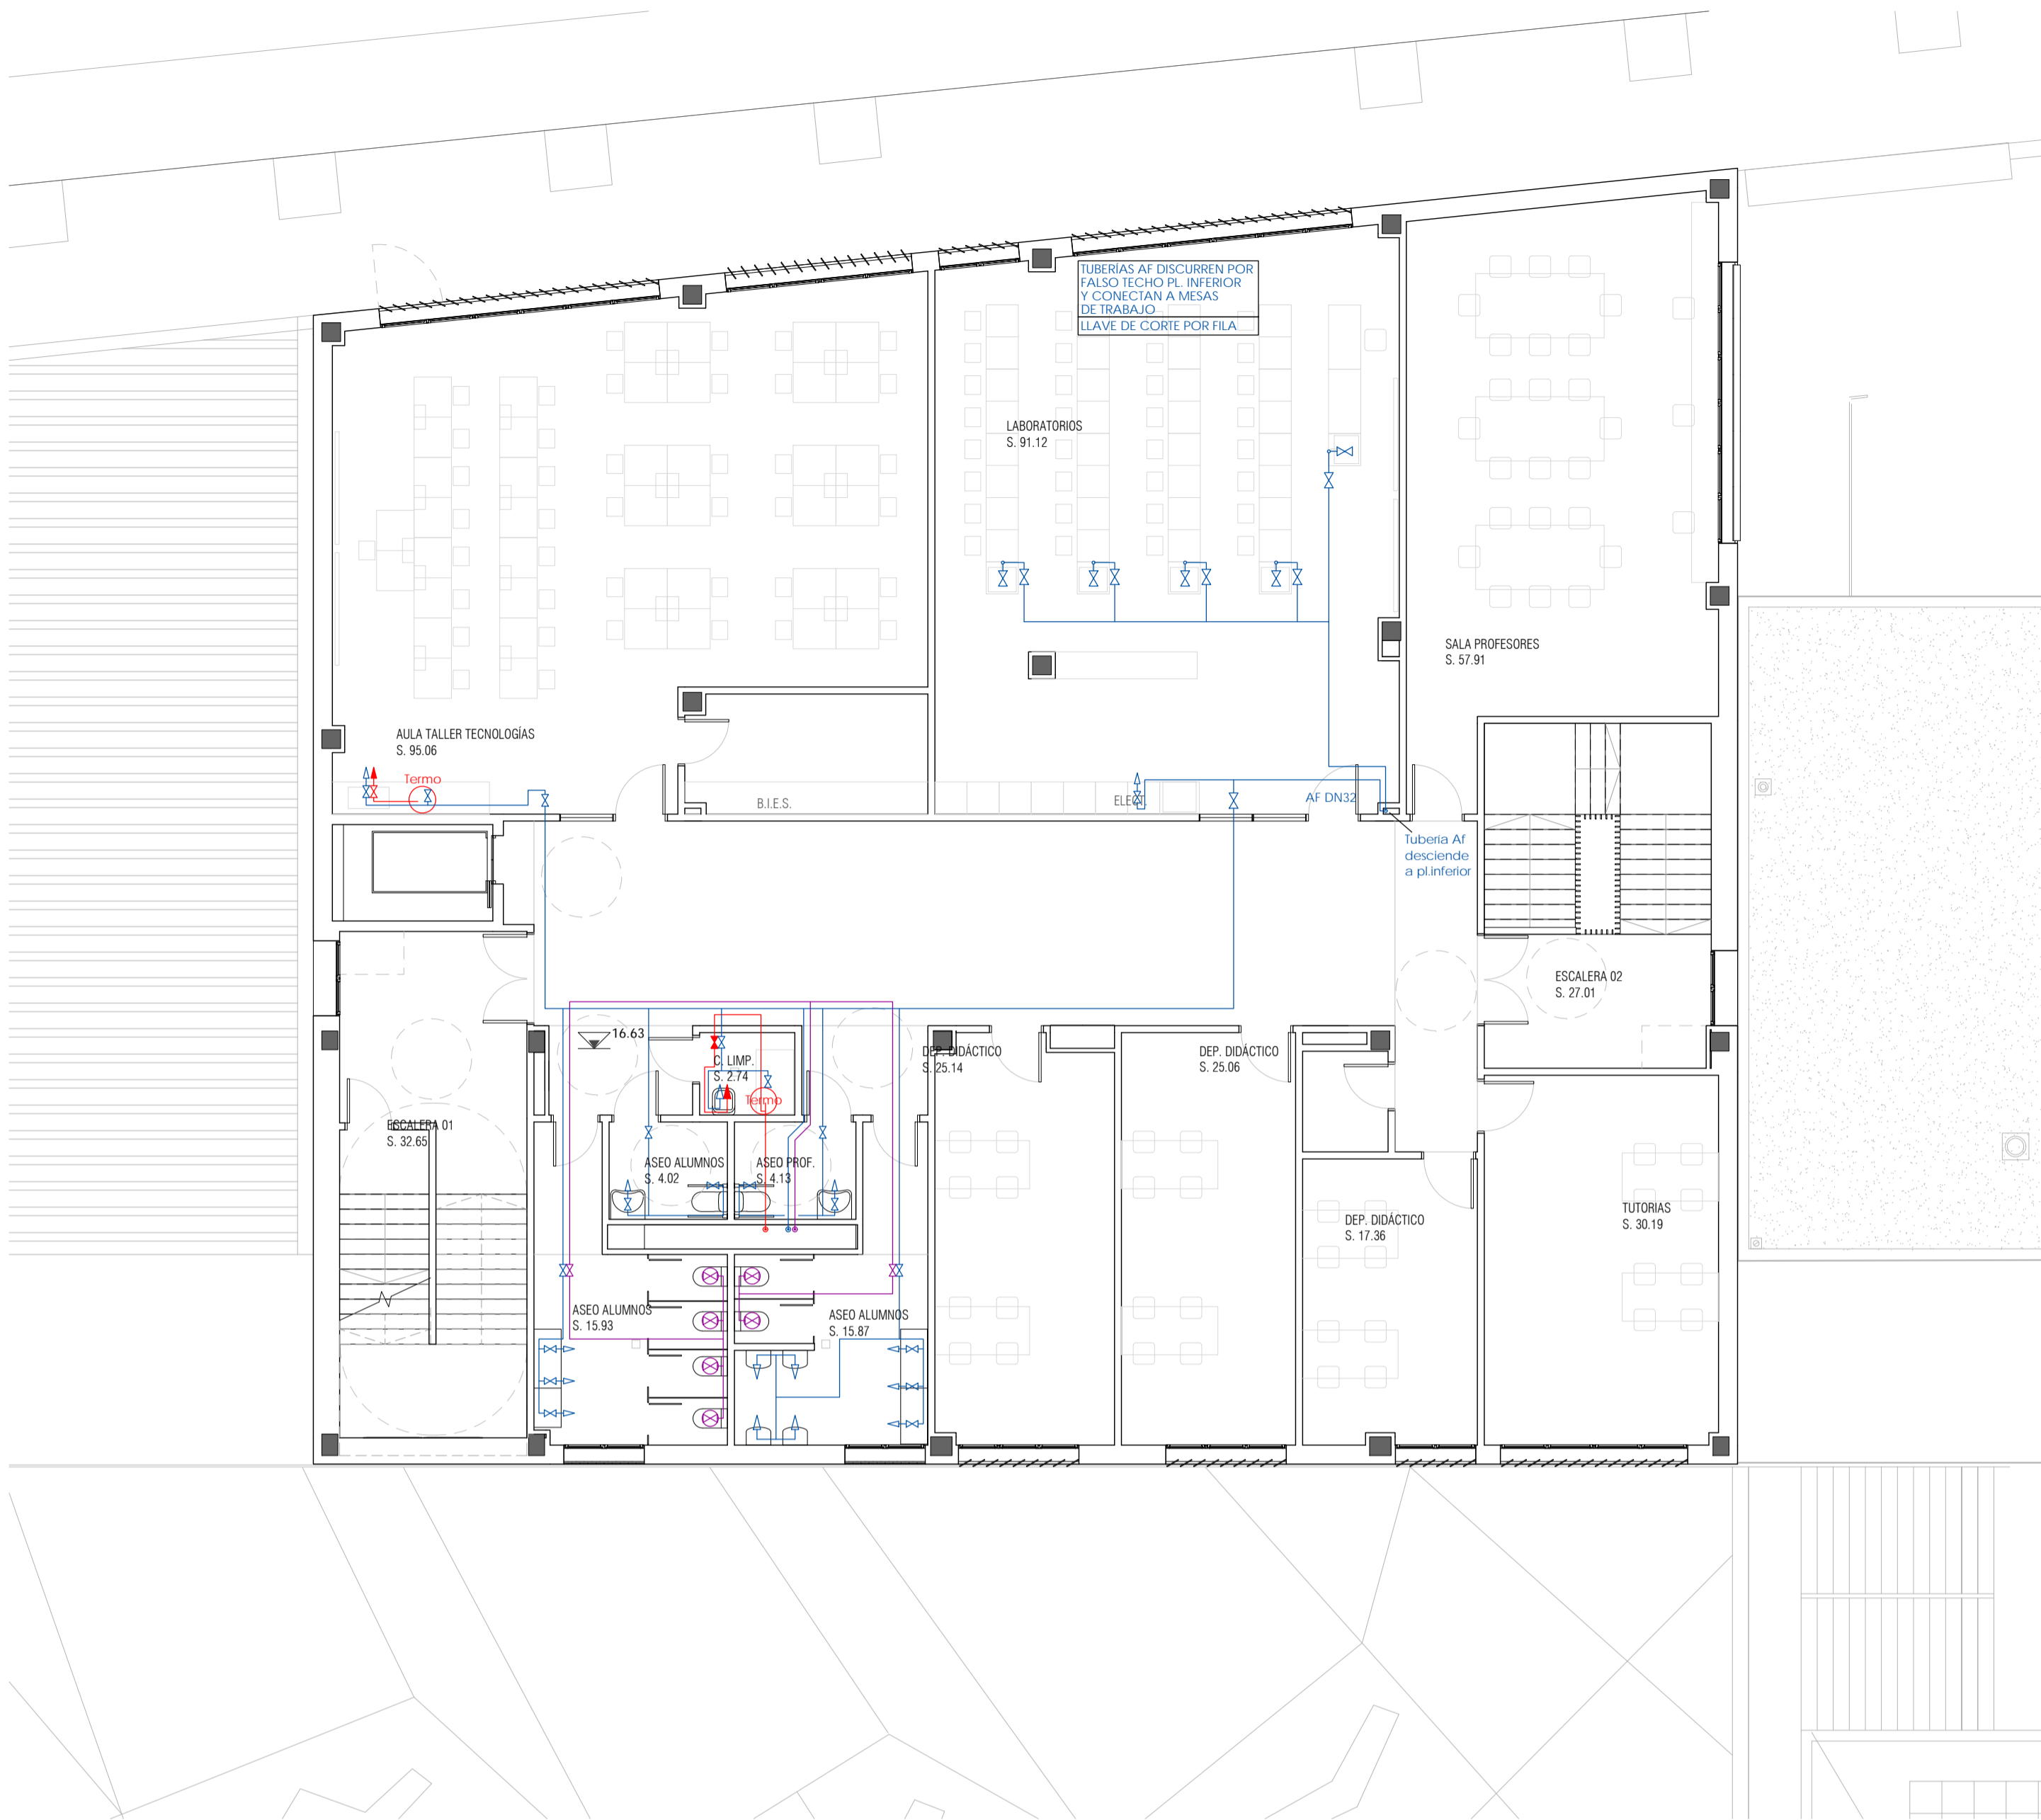 TUBERÍAS AF DISCURREN POR
FALSO TECHO PL. INFERIOR
Y CONECTAN A MESAS
DE TRABAJO
LLAVE DE CORTE POR FILA
LABORATORIOS
S. 91.12
SALA PROFESORES
S. 57.91
AULA TALLER TECNOLOGÍAS
S. 95.06
Termo
B.I.E.S.
AF DN32
Tuberia Af
desciende
a pl.inferior
ESCALERA 02
S. 27.01
16.63
C. LIMP.
S. 2.74
Termo
DEP. DIDÁCTICO
S. 25.14
DEP. DIDÁCTICO
S. 25.06
ESCALERA 01
S. 32.65
ASEO ALUMNOS
S. 4.02
ASEO PROF.
S. 4.13
DEP. DIDÁCTICO
S. 17.36
TUTORIAS
S. 30.19
ASEO ALUMNOS
S. 15.93
ASEO ALUMNOS
S. 15.87